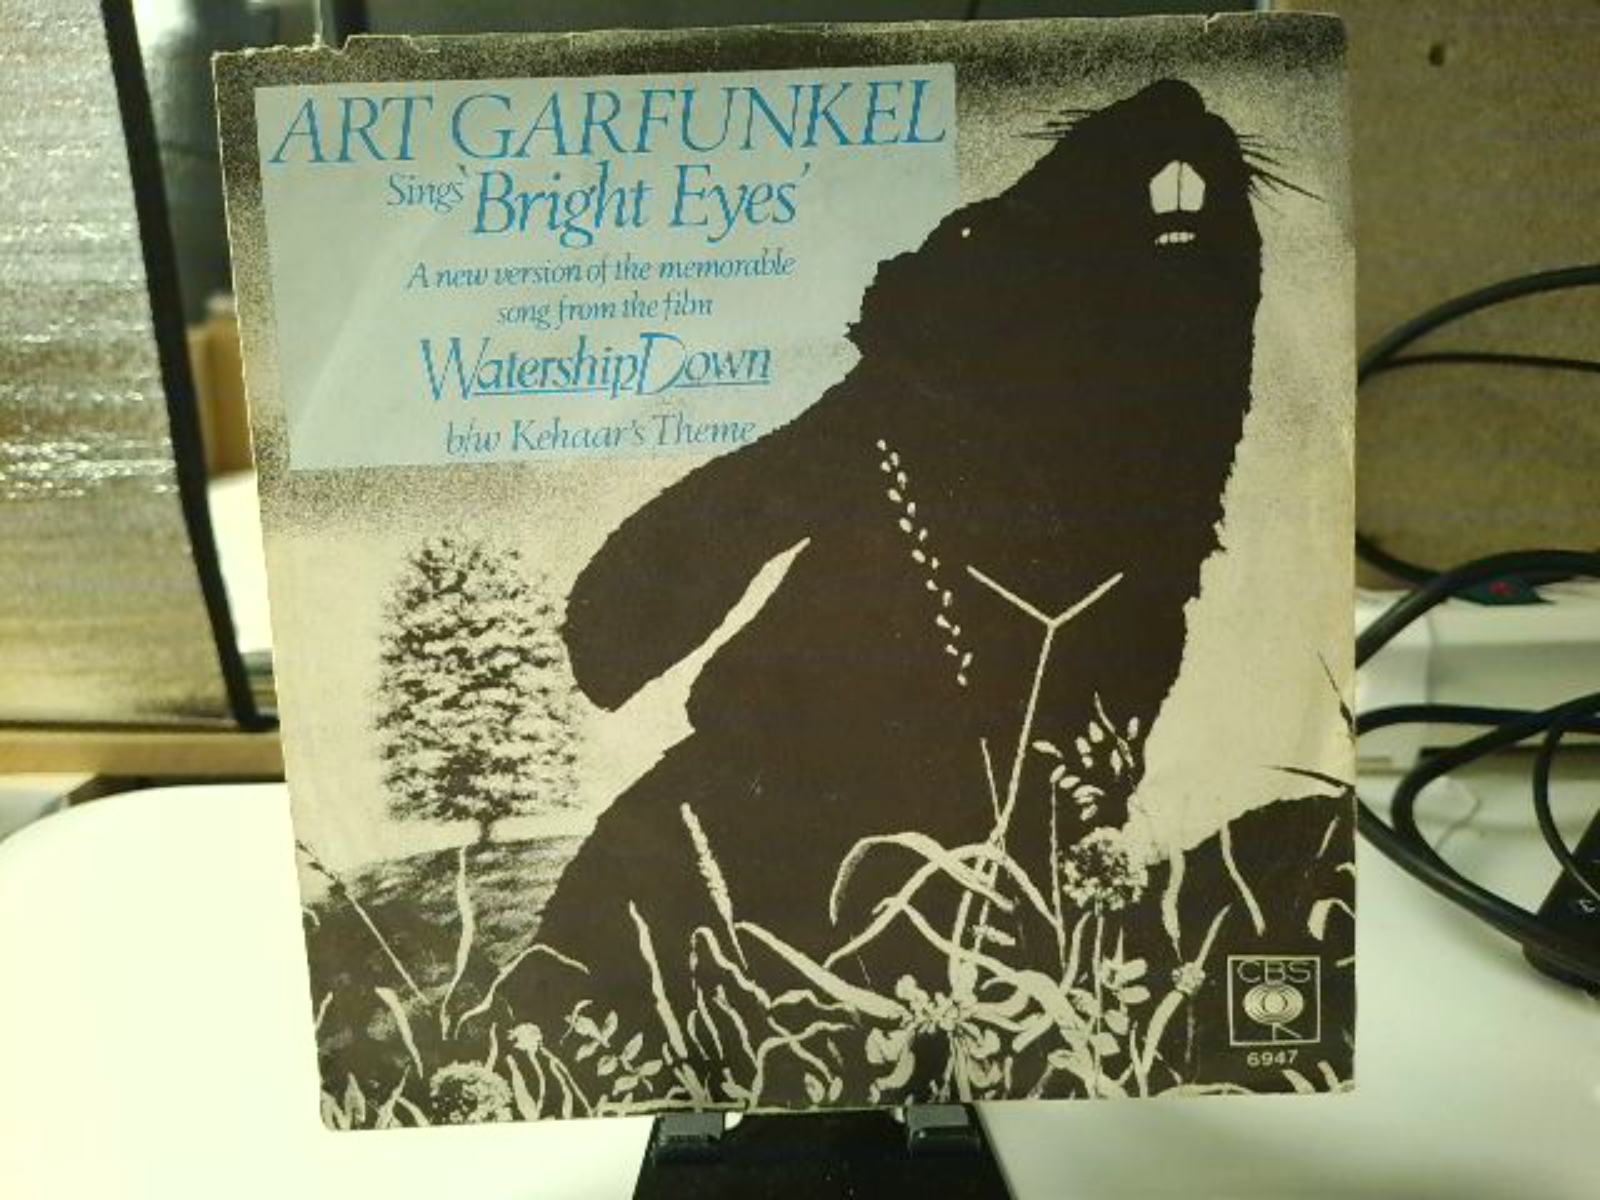 ART GARFUNKEL
Sings 'Bright Eyes'
A new version of the memorable
song from the film
Watership Down
b/w Kehaar's Theme
CBS
6947